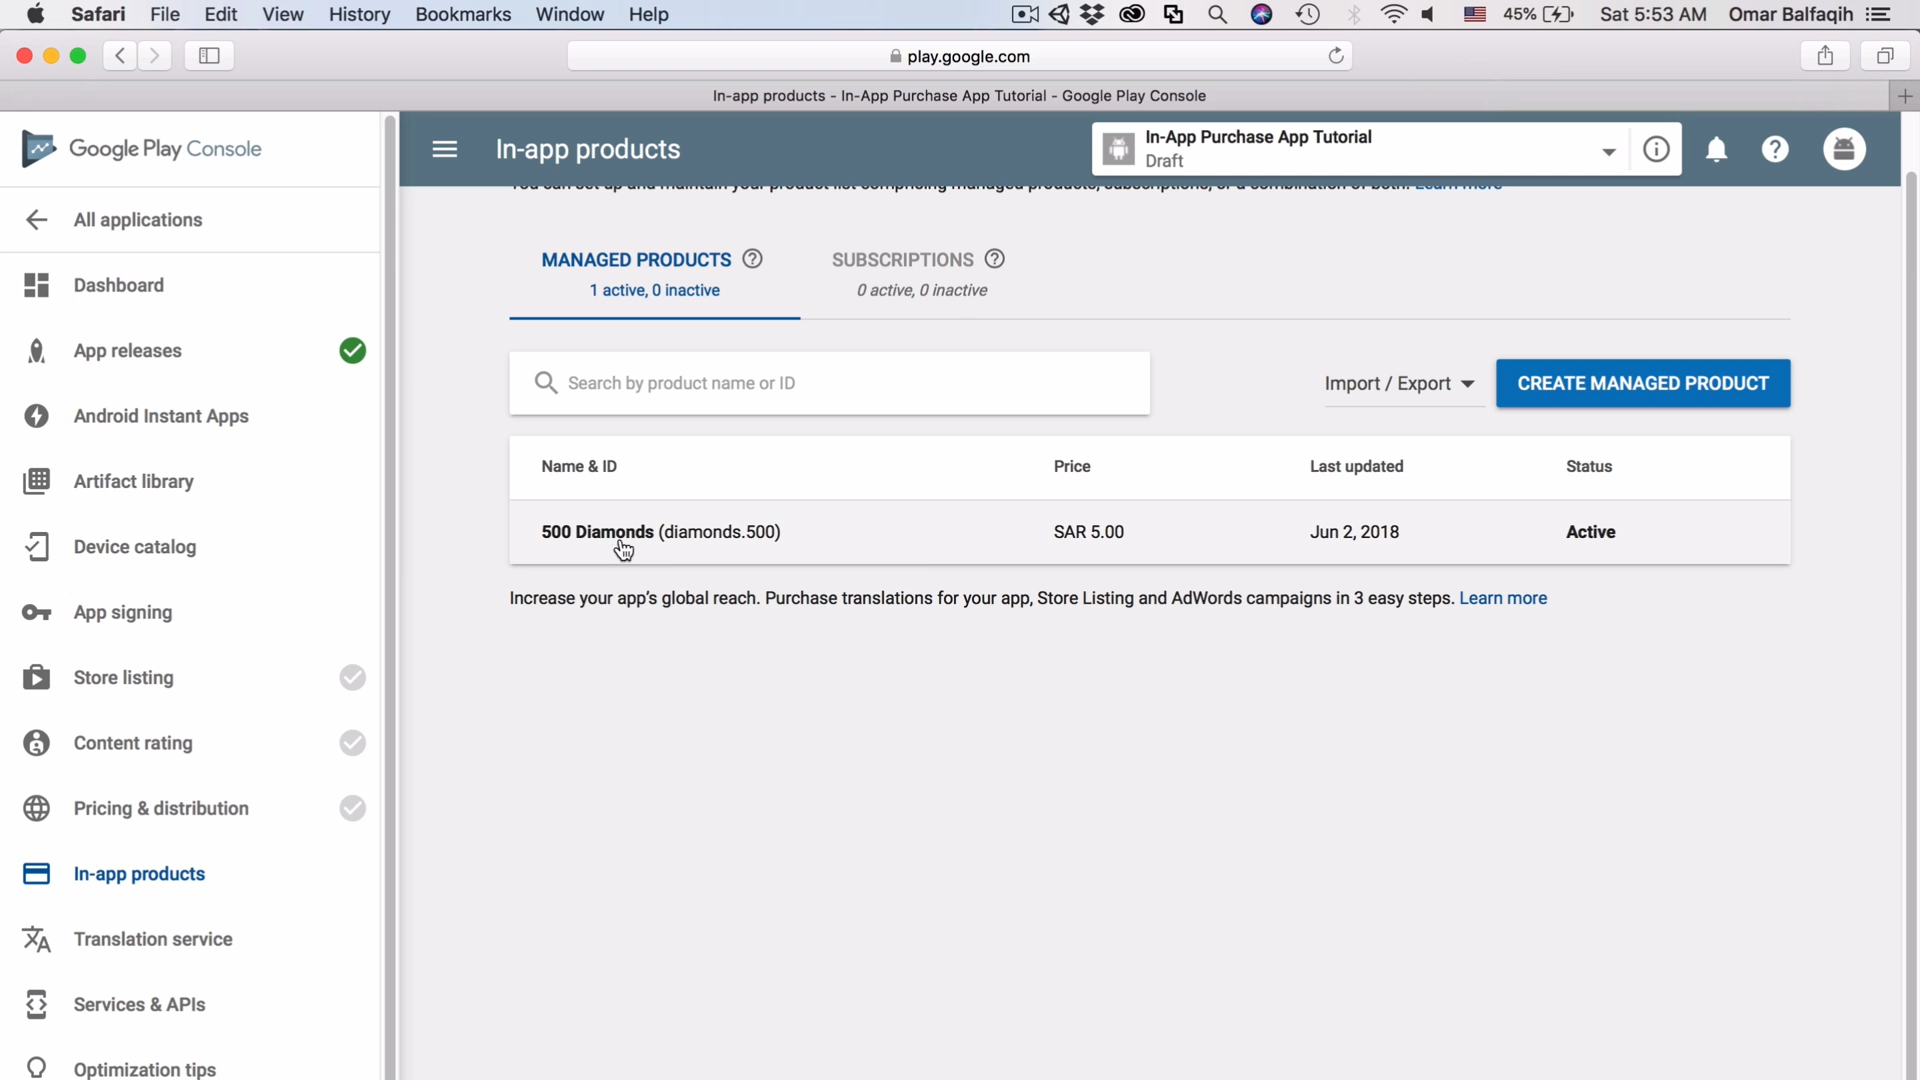 Safari File Edit View History Bookmarks Window Help 45% Sat 5:53 AM Omar Balfaqih
play.google.com
In-app products - In-App Purchase App Tutorial - Google Play Console
Google Play Console
In-app products
In-App Purchase App Tutorial
Draft
All applications
Dashboard
App releases
Android Instant Apps
Artifact library
Device catalog
App signing
Store listing
Content rating
Pricing & distribution
In-app products
Translation service
Services & APIs
Optimization tips
You can set up and maintain your product list comprising managed products, subscriptions, or a combination of both. Learn more
MANAGED PRODUCTS
1 active, 0 inactive
SUBSCRIPTIONS
0 active, 0 inactive
Search by product name or ID
Import / Export
CREATE MANAGED PRODUCT
Name & ID Price Last updated Status
500 Diamonds (diamonds.500) SAR 5.00 Jun 2, 2018 Active
Increase your app's global reach. Purchase translations for your app, Store Listing and AdWords campaigns in 3 easy steps. Learn more